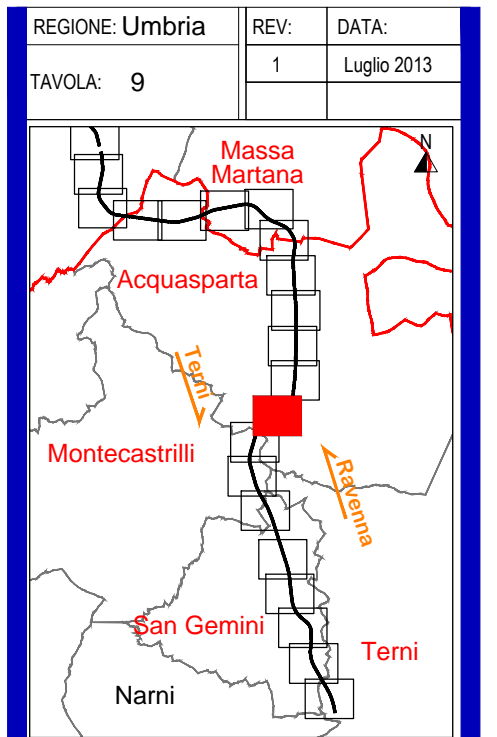 REGIONE: Umbria
REV:
DATA:
1
Luglio 2013
TAVOLA: 9
N
Massa
Martana
Acquasparta
Terni
Montecastrilli
Ravenna
San Gemini
Terni
Narni